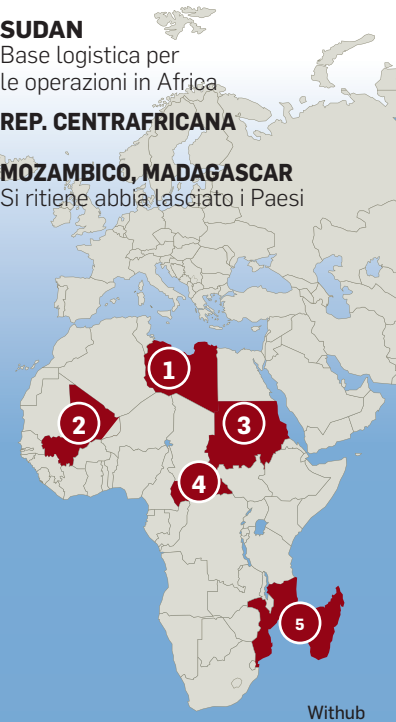 SUDAN
Base logistica per
le operazioni in Africa
REP. CENTRAFRICANA
MOZAMBICO, MADAGASCAR
Si ritiene abbia lasciato i Paesi
1
2
3
4
5
Withub